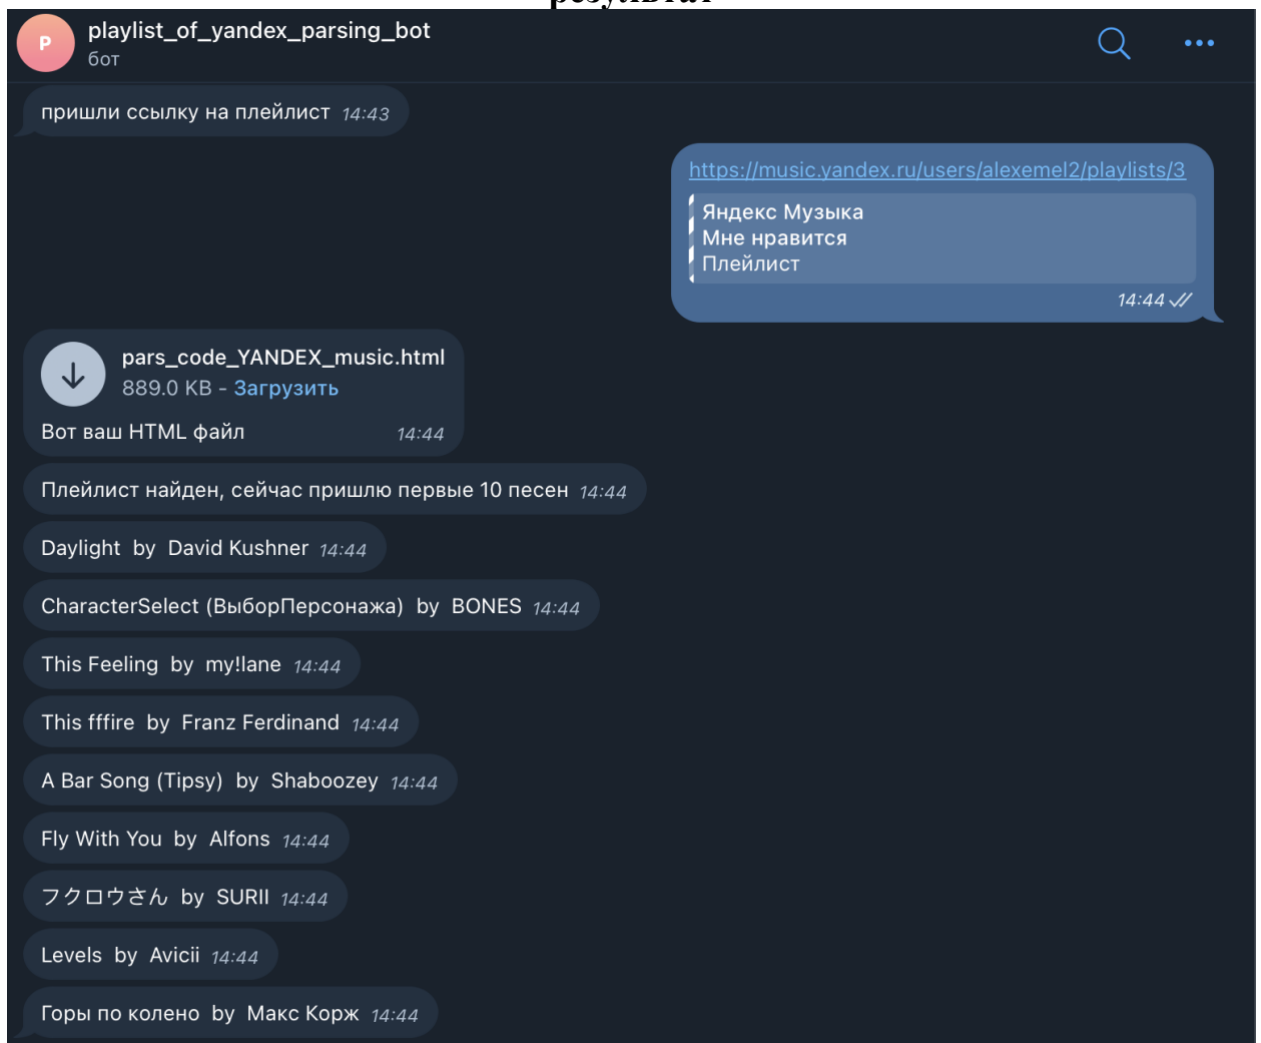 результат
P
playlist_of_yandex_parsing_bot
бот
пришли ссылку на плейлист 14:43
https://music.yandex.ru/users/alexemel2/playlists/3
Яндекс Музыка
Мне нравится
Плейлист
14:44
pars_code_YANDEX_music.html
889.0 KB - Загрузить
Вот ваш HTML файл 14:44
Плейлист найден, сейчас пришлю первые 10 песен 14:44
Daylight by David Kushner 14:44
CharacterSelect (ВыборПерсонажа) by BONES 14:44
This Feeling by my!lane 14:44
This fffire by Franz Ferdinand 14:44
A Bar Song (Tipsy) by Shaboozey 14:44
Fly With You by Alfons 14:44
フクロウさん by SURII 14:44
Levels by Avicii 14:44
Горы по колено by Макс Корж 14:44